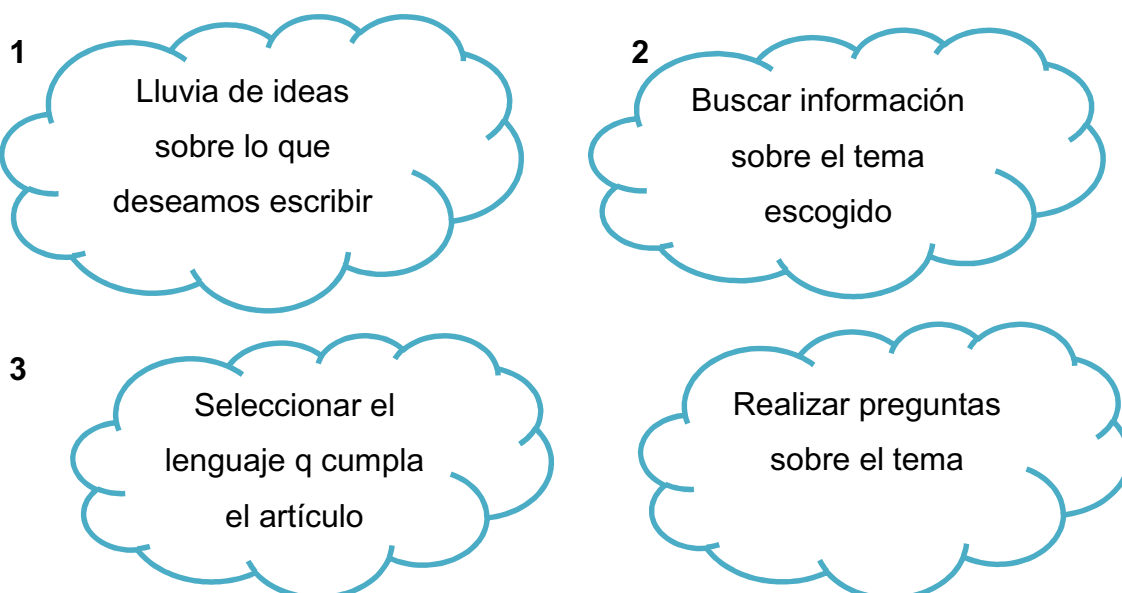 1
Lluvia de ideas
sobre lo que
deseamos escribir
2
Buscar información
sobre el tema
escogido
3
Seleccionar el
lenguaje q cumpla
el artículo
Realizar preguntas
sobre el tema